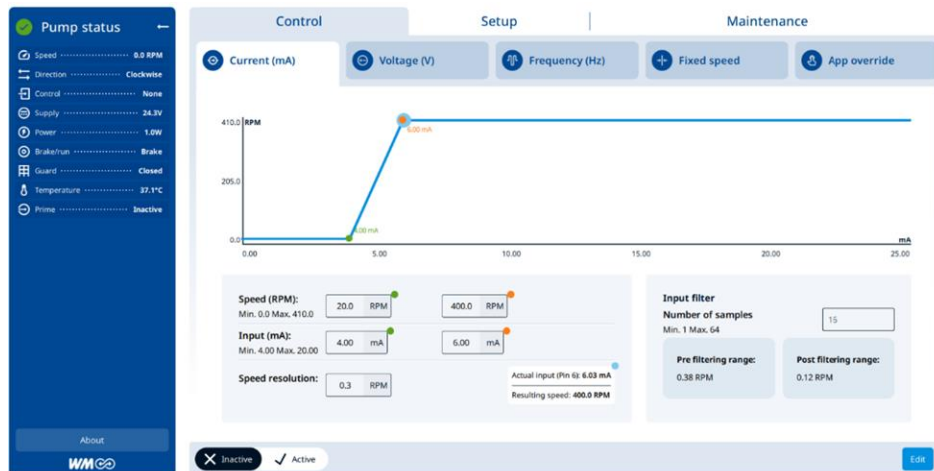 Pump status
Speed 0.0 RPM
Direction Clockwise
Control None
Supply 24.3V
Power 1.0W
Brake/run Brake
Guard Closed
Temperature 37.1°C
Prime Inactive
About
WM
Control
Setup
Maintenance
Current (mA)
Voltage (V)
Frequency (Hz)
Fixed speed
App override
410.0 RPM
6.00 mA
205.0
4.00 mA
0.0
mA
0.00 5.00 10.00 15.00 20.00 25.00
Speed (RPM):
Min. 0.0 Max. 410.0
20.0 RPM
400.0 RPM
Input (mA):
Min. 4.00 Max. 20.00
4.00 mA
6.00 mA
Speed resolution:
0.3 RPM
Actual input (Pin 6): 6.03 mA
Resulting speed: 400.0 RPM
Input filter
Number of samples
Min. 1 Max. 64
15
Pre filtering range:
0.38 RPM
Post filtering range:
0.12 RPM
Inactive
Active
Edit